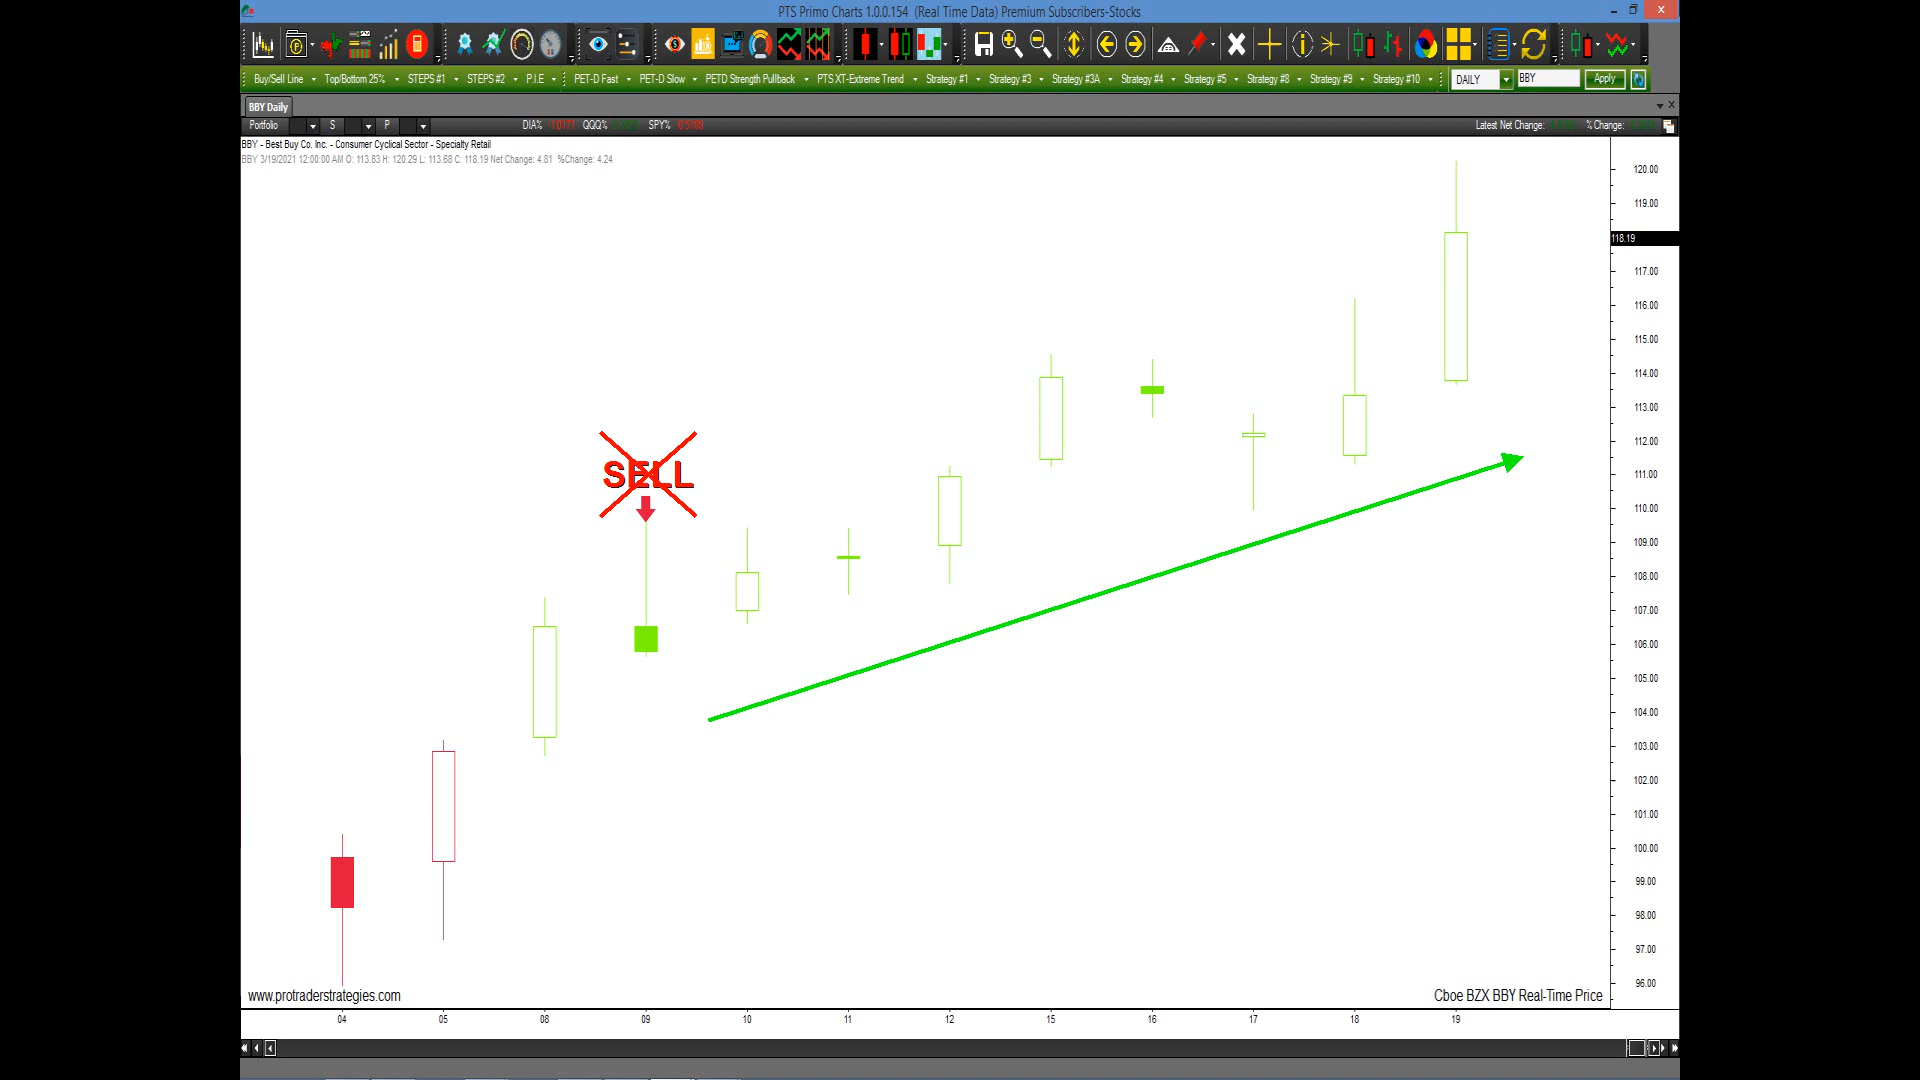 PTS Primo Charts 1.0.0.154 (Real Time Data) Premium Subscribers-Stocks
Buy/Sell Line Top/Bottom 25% STEPS #1 STEPS #2 P.I.E PET-D Fast PET-D Slow PETD Strength Pullback PTS XT-Extreme Trend Strategy #1 Strategy #3 Strategy #3A Strategy #4 Strategy #5 Strategy #8 Strategy #9 Strategy #10 DAILY BBY Apply
BBY Daily
Portfolio S P DIA% QQQ% SPY% Latest Net Change: % Change:
BBY - Best Buy Co. Inc. - Consumer Cyclical Sector - Specialty Retail
BBY 3/19/2021 12:00:00 AM O: 113.83 H: 120.29 L: 113.68 C: 118.19 Net Change: 4.81 %Change: 4.24
120.00
119.00
118.19
117.00
116.00
115.00
114.00
113.00
112.00
111.00
110.00
109.00
108.00
107.00
106.00
105.00
104.00
103.00
102.00
101.00
100.00
99.00
98.00
97.00
96.00
SELL
www.protraderstrategies.com
Cboe BZX BBY Real-Time Price
04 05 08 09 10 11 12 15 16 17 18 19